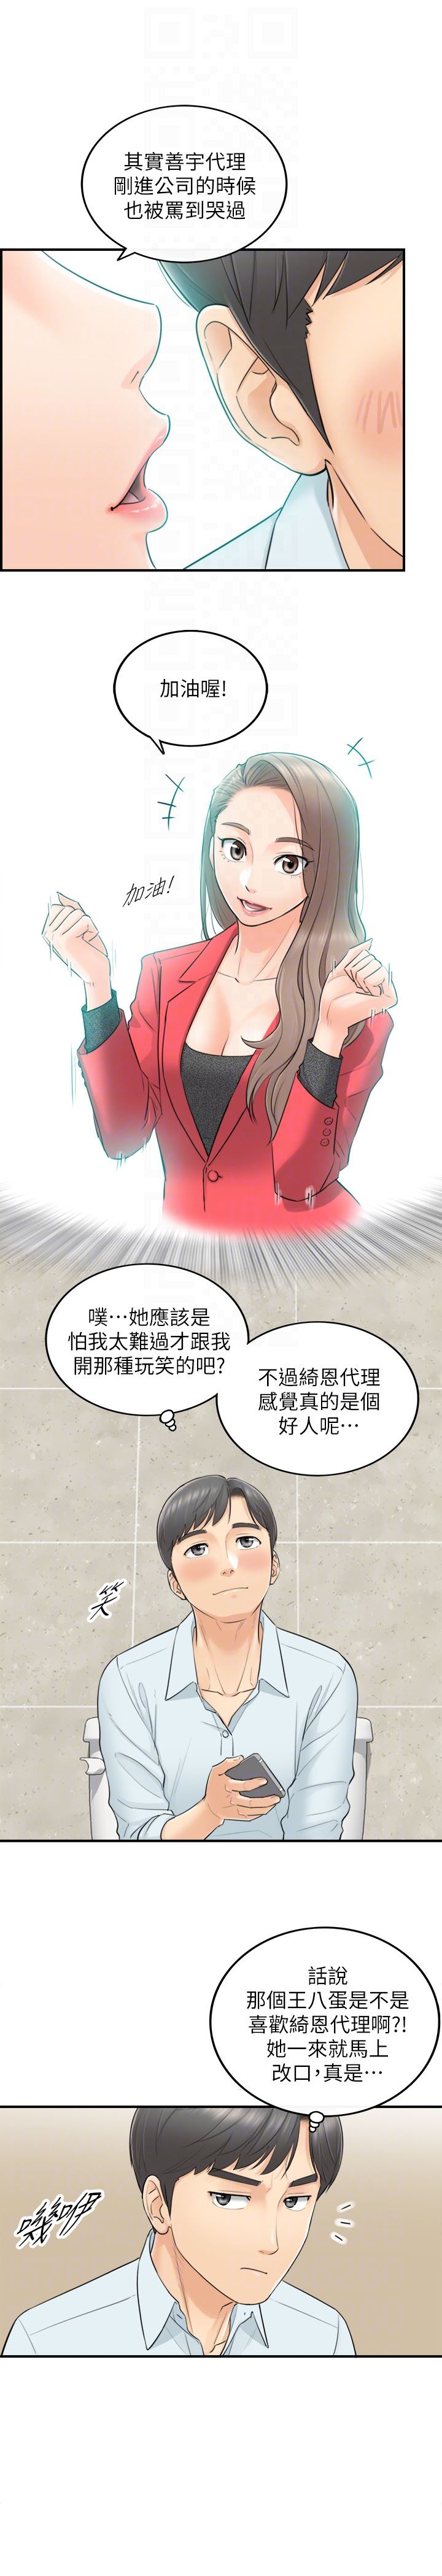 其實善宇代理
剛進公司的時候
也被罵到哭過
加油喔!
加油!
噗…她應該是
怕我太難過才跟我
開那種玩笑的吧?
不過綺恩代理
感覺真的是個
好人呢…
笑
話說
那個王八蛋是不是
喜歡綺恩代理啊?!
她一來就馬上
改口,真是…
嘰咿